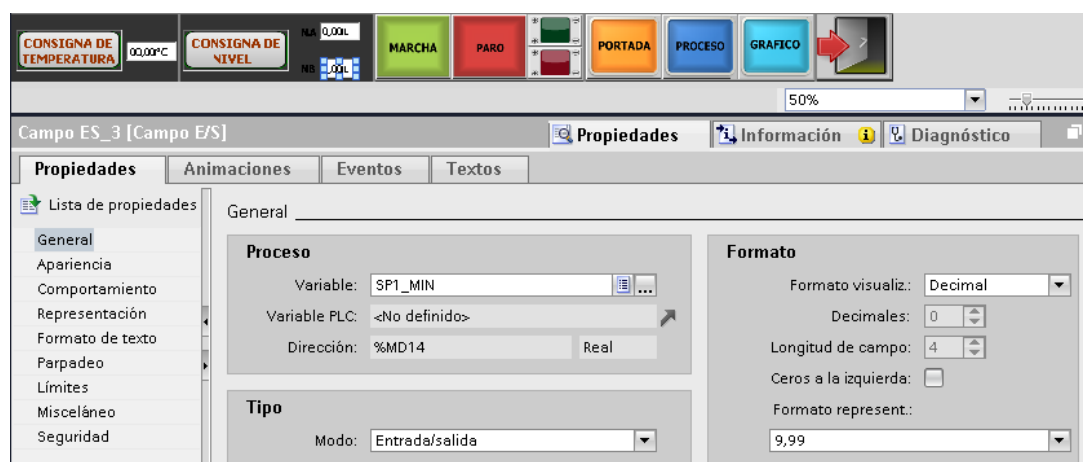 CONSIGNA DE
TEMPERATURA
00,00°C
CONSIGNA DE
NIVEL
NA
0,00L
NB
,00L
MARCHA
PARO
PORTADA
PROCESO
GRAFICO
50%
Campo ES_3 [Campo E/S]
Propiedades
Información
Diagnóstico
Propiedades
Animaciones
Eventos
Textos
Lista de propiedades
General
Apariencia
Comportamiento
Representación
Formato de texto
Parpadeo
Límites
Misceláneo
Seguridad
General
Proceso
Variable: SP1_MIN ...
Variable PLC: <No definido>
Dirección: %MD14 Real
Tipo
Modo: Entrada/salida
Formato
Formato visualiz.: Decimal
Decimales: 0
Longitud de campo: 4
Ceros a la izquierda:
Formato represent.:
9,99